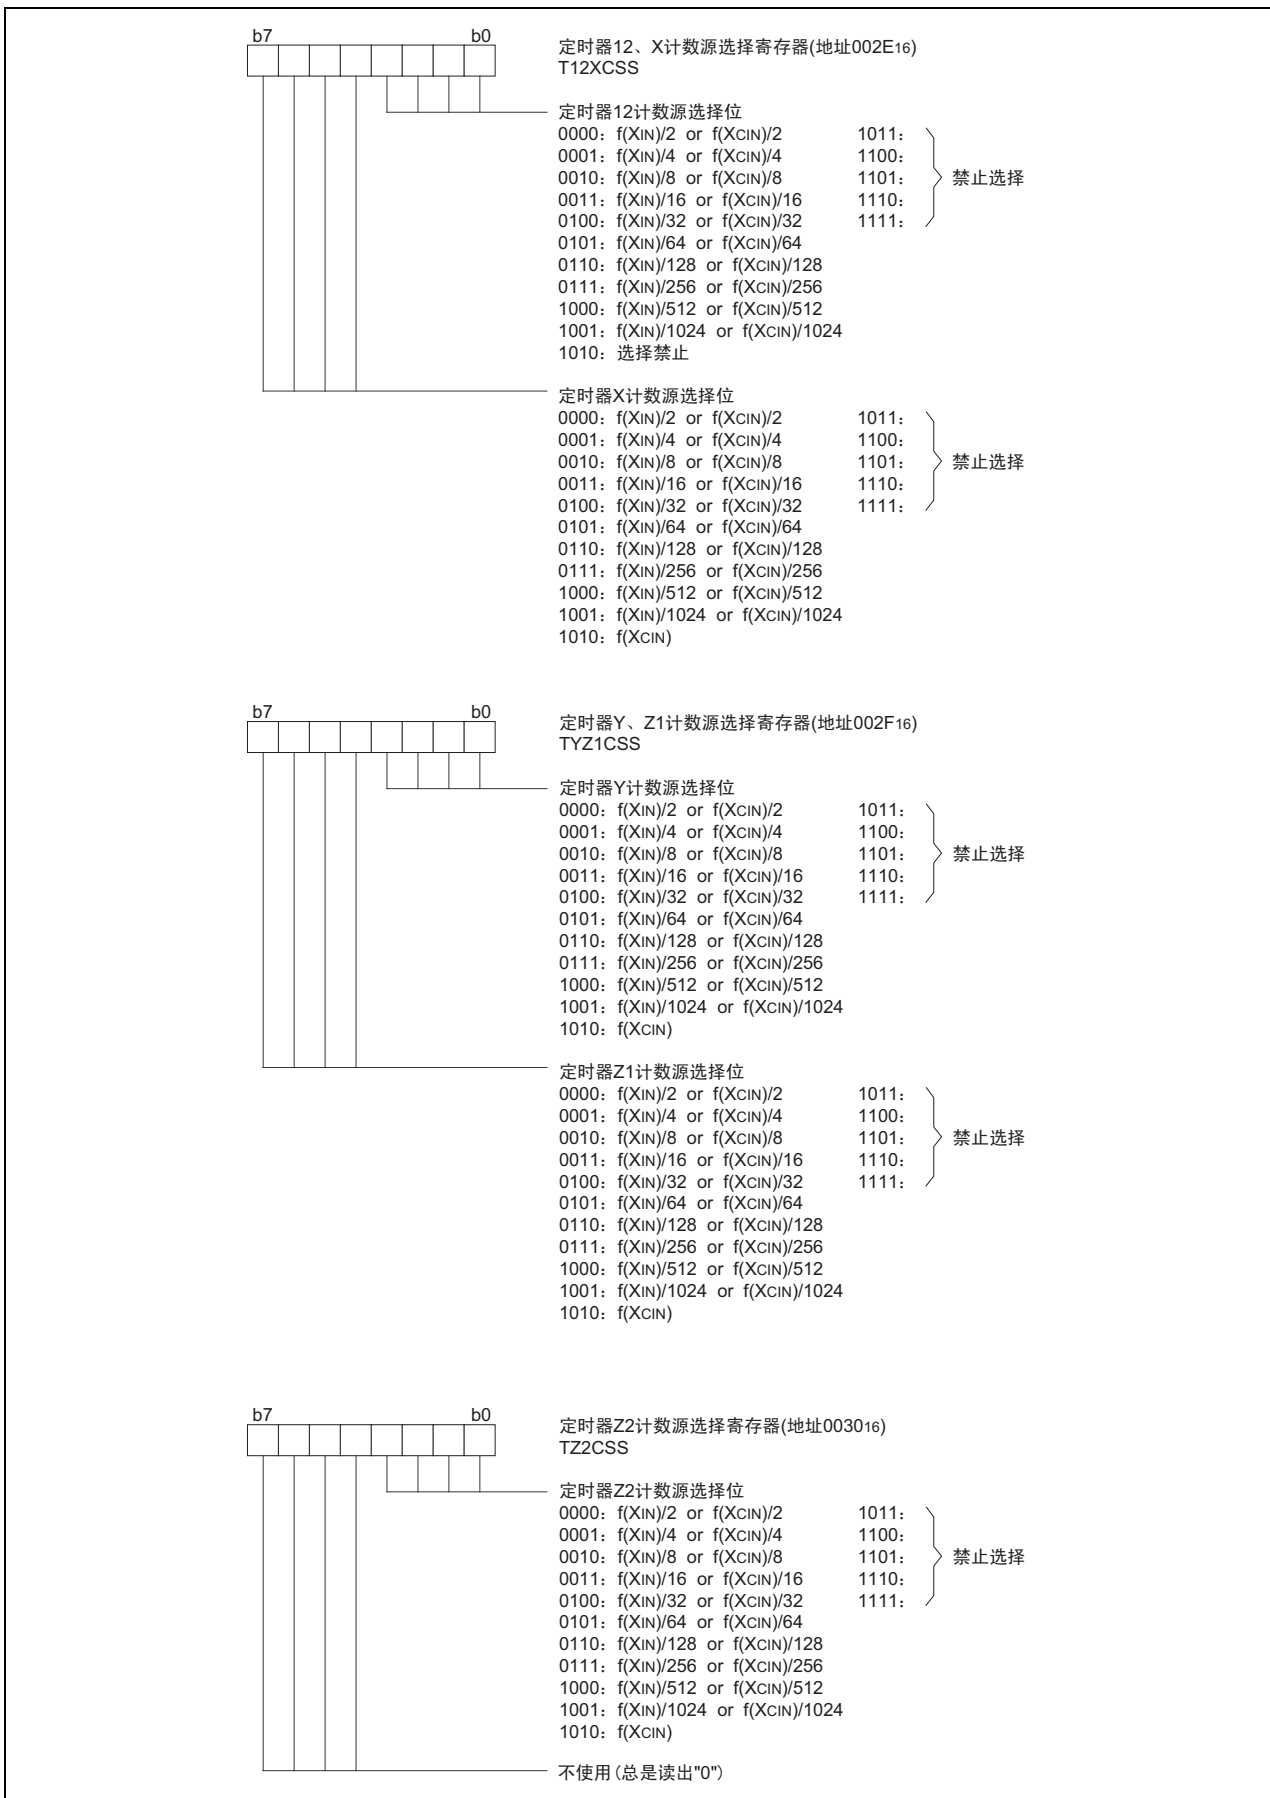 b7 b0
定时器12、X计数源选择寄存器(地址002E16)
T12XCSS
定时器12计数源选择位
0000：f(XIN)/2 or f(XCIN)/2 1011：
0001：f(XIN)/4 or f(XCIN)/4 1100：
0010：f(XIN)/8 or f(XCIN)/8 1101： 禁止选择
0011：f(XIN)/16 or f(XCIN)/16 1110：
0100：f(XIN)/32 or f(XCIN)/32 1111：
0101：f(XIN)/64 or f(XCIN)/64
0110：f(XIN)/128 or f(XCIN)/128
0111：f(XIN)/256 or f(XCIN)/256
1000：f(XIN)/512 or f(XCIN)/512
1001：f(XIN)/1024 or f(XCIN)/1024
1010：选择禁止
定时器X计数源选择位
0000：f(XIN)/2 or f(XCIN)/2 1011：
0001：f(XIN)/4 or f(XCIN)/4 1100：
0010：f(XIN)/8 or f(XCIN)/8 1101： 禁止选择
0011：f(XIN)/16 or f(XCIN)/16 1110：
0100：f(XIN)/32 or f(XCIN)/32 1111：
0101：f(XIN)/64 or f(XCIN)/64
0110：f(XIN)/128 or f(XCIN)/128
0111：f(XIN)/256 or f(XCIN)/256
1000：f(XIN)/512 or f(XCIN)/512
1001：f(XIN)/1024 or f(XCIN)/1024
1010：f(XCIN)
b7 b0
定时器Y、Z1计数源选择寄存器(地址002F16)
TYZ1CSS
定时器Y计数源选择位
0000：f(XIN)/2 or f(XCIN)/2 1011：
0001：f(XIN)/4 or f(XCIN)/4 1100：
0010：f(XIN)/8 or f(XCIN)/8 1101： 禁止选择
0011：f(XIN)/16 or f(XCIN)/16 1110：
0100：f(XIN)/32 or f(XCIN)/32 1111：
0101：f(XIN)/64 or f(XCIN)/64
0110：f(XIN)/128 or f(XCIN)/128
0111：f(XIN)/256 or f(XCIN)/256
1000：f(XIN)/512 or f(XCIN)/512
1001：f(XIN)/1024 or f(XCIN)/1024
1010：f(XCIN)
定时器Z1计数源选择位
0000：f(XIN)/2 or f(XCIN)/2 1011：
0001：f(XIN)/4 or f(XCIN)/4 1100：
0010：f(XIN)/8 or f(XCIN)/8 1101： 禁止选择
0011：f(XIN)/16 or f(XCIN)/16 1110：
0100：f(XIN)/32 or f(XCIN)/32 1111：
0101：f(XIN)/64 or f(XCIN)/64
0110：f(XIN)/128 or f(XCIN)/128
0111：f(XIN)/256 or f(XCIN)/256
1000：f(XIN)/512 or f(XCIN)/512
1001：f(XIN)/1024 or f(XCIN)/1024
1010：f(XCIN)
b7 b0
定时器Z2计数源选择寄存器(地址003016)
TZ2CSS
定时器Z2计数源选择位
0000：f(XIN)/2 or f(XCIN)/2 1011：
0001：f(XIN)/4 or f(XCIN)/4 1100：
0010：f(XIN)/8 or f(XCIN)/8 1101： 禁止选择
0011：f(XIN)/16 or f(XCIN)/16 1110：
0100：f(XIN)/32 or f(XCIN)/32 1111：
0101：f(XIN)/64 or f(XCIN)/64
0110：f(XIN)/128 or f(XCIN)/128
0111：f(XIN)/256 or f(XCIN)/256
1000：f(XIN)/512 or f(XCIN)/512
1001：f(XIN)/1024 or f(XCIN)/1024
1010：f(XCIN)
不使用(总是读出"0")